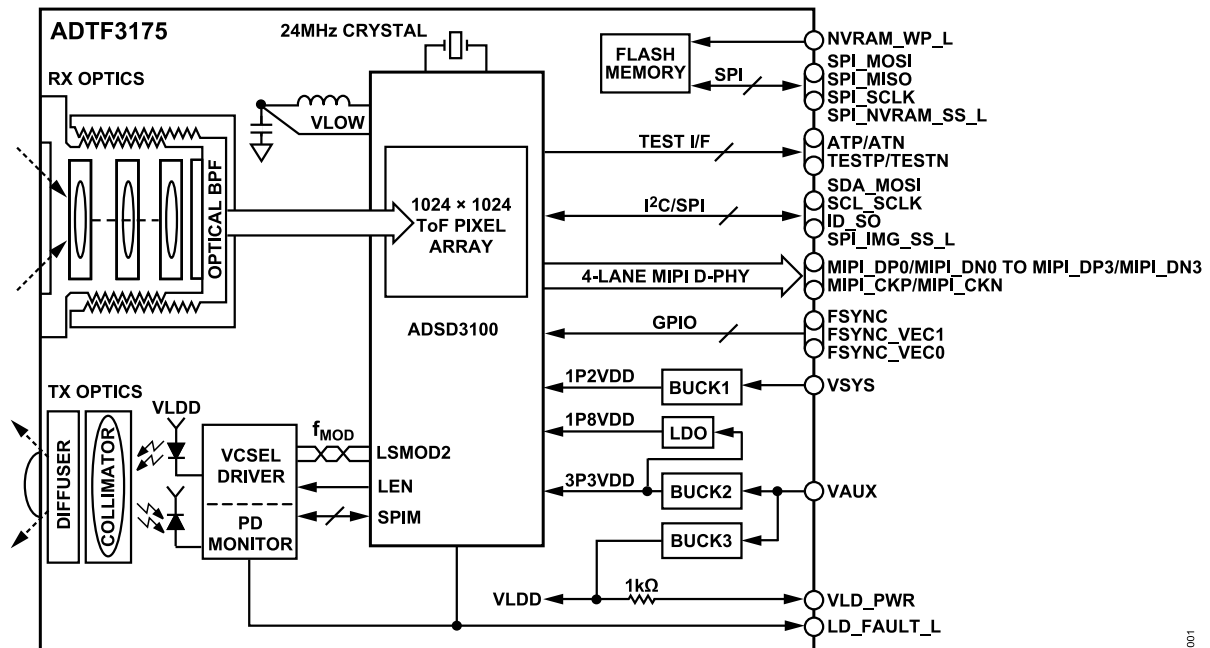 ADTF3175
24MHz CRYSTAL
RX OPTICS
VLOW
OPTICAL BPF
1024 × 1024
ToF PIXEL
ARRAY
ADSD3100
FLASH
MEMORY
SPI
NVRAM_WP_L
SPI_MOSI
SPI_MISO
SPI_SCLK
SPI_NVRAM_SS_L
TEST I/F
ATP/ATN
TESTP/TESTN
I²C/SPI
SDA_MOSI
SCL_SCLK
ID_SO
SPI_IMG_SS_L
4-LANE MIPI D-PHY
MIPI_DP0/MIPI_DN0 TO MIPI_DP3/MIPI_DN3
MIPI_CKP/MIPI_CKN
GPIO
FSYNC
FSYNC_VEC1
FSYNC_VEC0
1P2VDD
BUCK1
VSYS
1P8VDD
LDO
3P3VDD
BUCK2
VAUX
BUCK3
TX OPTICS
VLDD
DIFFUSER
COLLIMATOR
VCSEL
DRIVER
PD
MONITOR
fMOD
LSMOD2
LEN
SPIM
VLDD
1kΩ
VLD_PWR
LD_FAULT_L
001